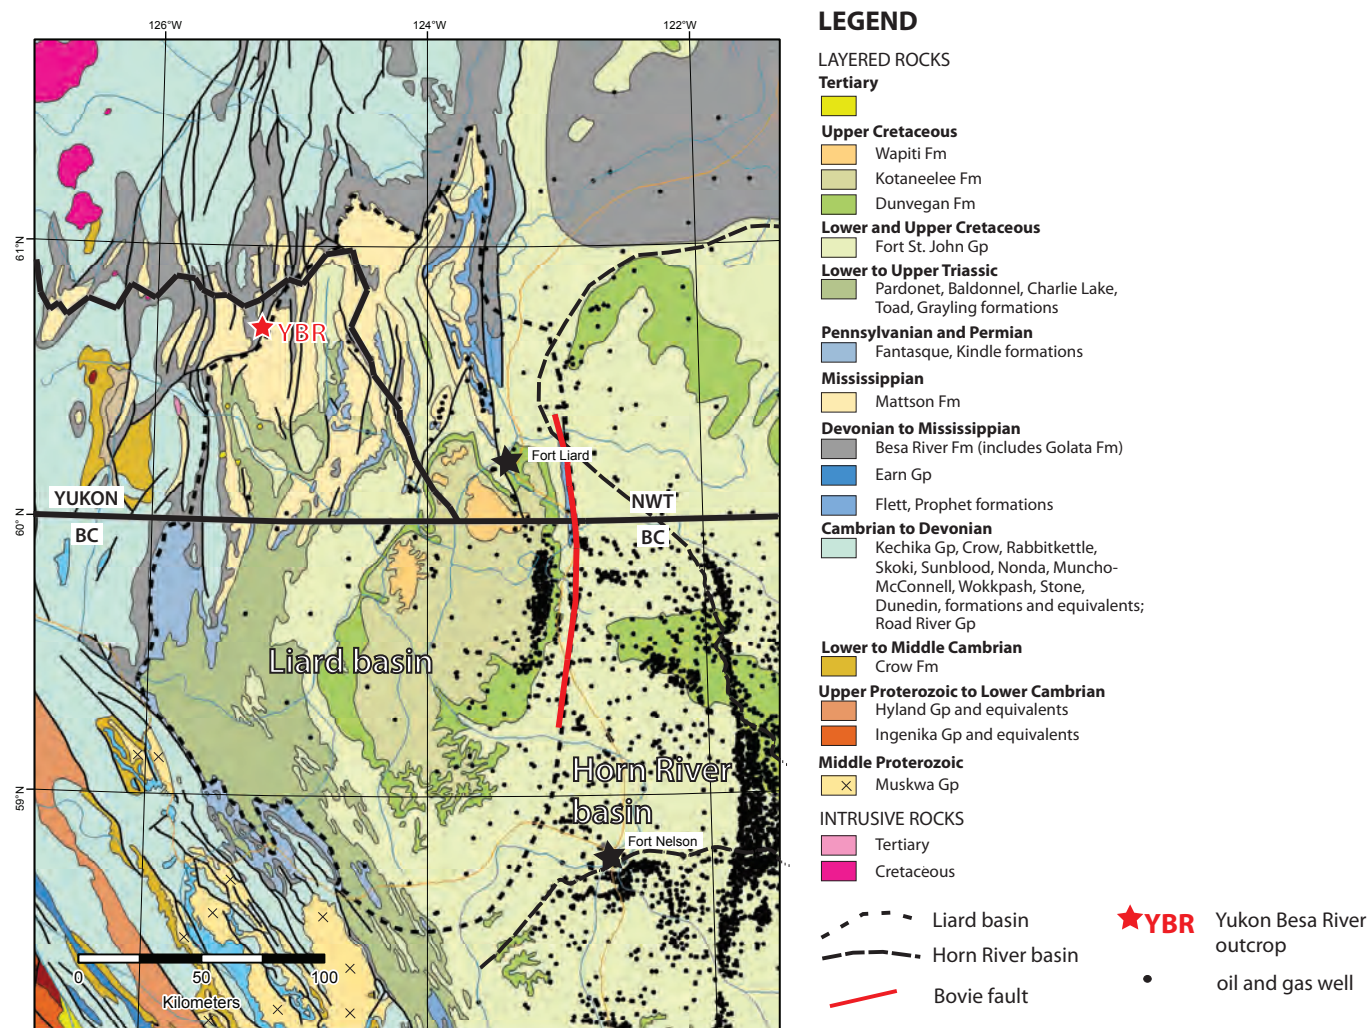 126°W
124°W
122°W
61°N
60° N
59°N
YBR
Fort Liard
YUKON
BC
NWT
BC
Liard basin
Horn River
basin
Fort Nelson
0
50
100
Kilometers
LEGEND
LAYERED ROCKS
Tertiary
Upper Cretaceous
Wapiti Fm
Kotaneelee Fm
Dunvegan Fm
Lower and Upper Cretaceous
Fort St. John Gp
Lower to Upper Triassic
Pardonet, Baldonnel, Charlie Lake,
Toad, Grayling formations
Pennsylvanian and Permian
Fantasque, Kindle formations
Mississippian
Mattson Fm
Devonian to Mississippian
Besa River Fm (includes Golata Fm)
Earn Gp
Flett, Prophet formations
Cambrian to Devonian
Kechika Gp, Crow, Rabbitkettle,
Skoki, Sunblood, Nonda, Muncho-
McConnell, Wokkpash, Stone,
Dunedin, formations and equivalents;
Road River Gp
Lower to Middle Cambrian
Crow Fm
Upper Proterozoic to Lower Cambrian
Hyland Gp and equivalents
Ingenika Gp and equivalents
Middle Proterozoic
Muskwa Gp
INTRUSIVE ROCKS
Tertiary
Cretaceous
Liard basin
Horn River basin
Bovie fault
YBR
Yukon Besa River
outcrop
oil and gas well